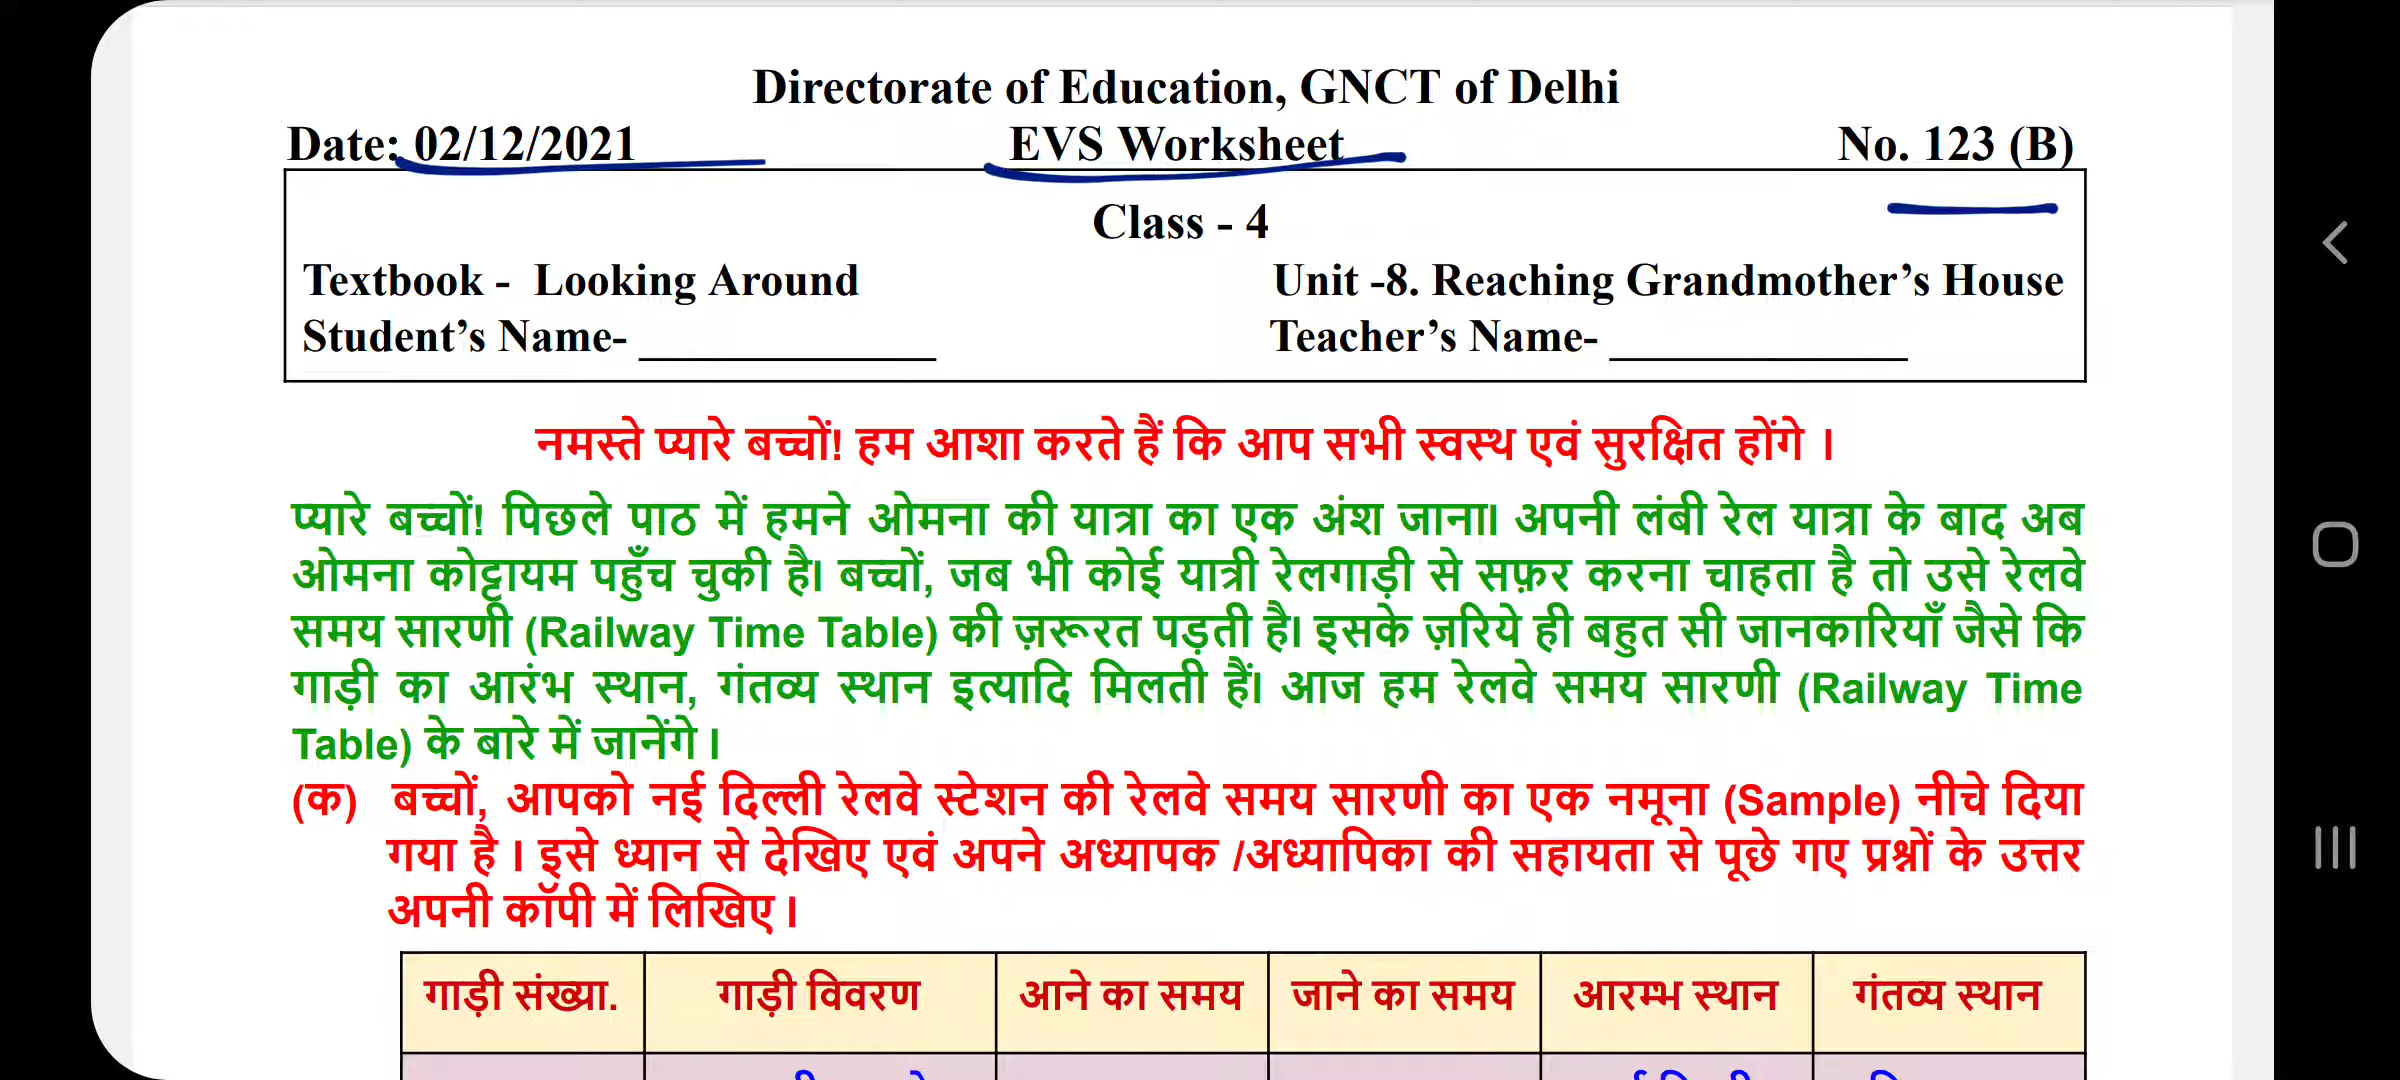 Directorate of Education, GNCT of Delhi
Date: 02/12/2021 EVS Worksheet No. 123 (B)
Class - 4
Textbook - Looking Around Unit -8. Reaching Grandmother’s House
Student’s Name- ____________ Teacher’s Name- ____________
नमस्ते प्यारे बच्चों! हम आशा करते हैं कि आप सभी स्वस्थ एवं सुरक्षित होंगे ।
प्यारे बच्चों! पिछले पाठ में हमने ओमना की यात्रा का एक अंश जाना। अपनी लंबी रेल यात्रा के बाद अब
ओमना कोट्टायम पहुँच चुकी है। बच्चों, जब भी कोई यात्री रेलगाड़ी से सफ़र करना चाहता है तो उसे रेलवे
समय सारणी (Railway Time Table) की ज़रूरत पड़ती है। इसके ज़रिये ही बहुत सी जानकारियाँ जैसे कि
गाड़ी का आरंभ स्थान, गंतव्य स्थान इत्यादि मिलती हैं। आज हम रेलवे समय सारणी (Railway Time
Table) के बारे में जानेंगे ।
(क) बच्चों, आपको नई दिल्ली रेलवे स्टेशन की रेलवे समय सारणी का एक नमूना (Sample) नीचे दिया
गया है । इसे ध्यान से देखिए एवं अपने अध्यापक /अध्यापिका की सहायता से पूछे गए प्रश्नों के उत्तर
अपनी कॉपी में लिखिए ।
गाड़ी संख्या. गाड़ी विवरण आने का समय जाने का समय आरम्भ स्थान गंतव्य स्थान